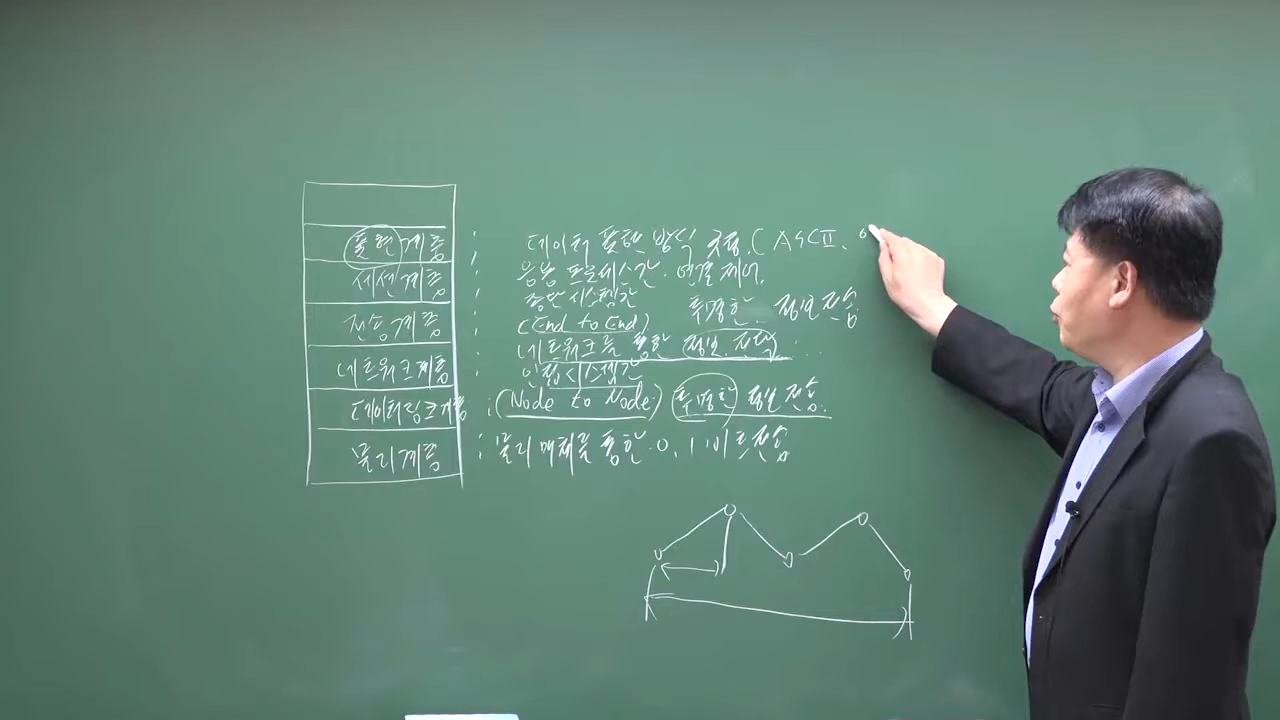 표현계층 : 데이터 표현 방식 규정. (ASCII,
세션계층 : 응용 프로세스간 연결 제어.
종단 시스템간
전송계층 : (End to End) 투명한 정보 전송
네트워크계층 : 네트워크를 통한 정보 전달
: 인접 시스템간
데이터링크계층 : (Node to Node) 투명한 정보 전송.
물리계층 : 물리 매체를 통한 0, 1 비트 전송